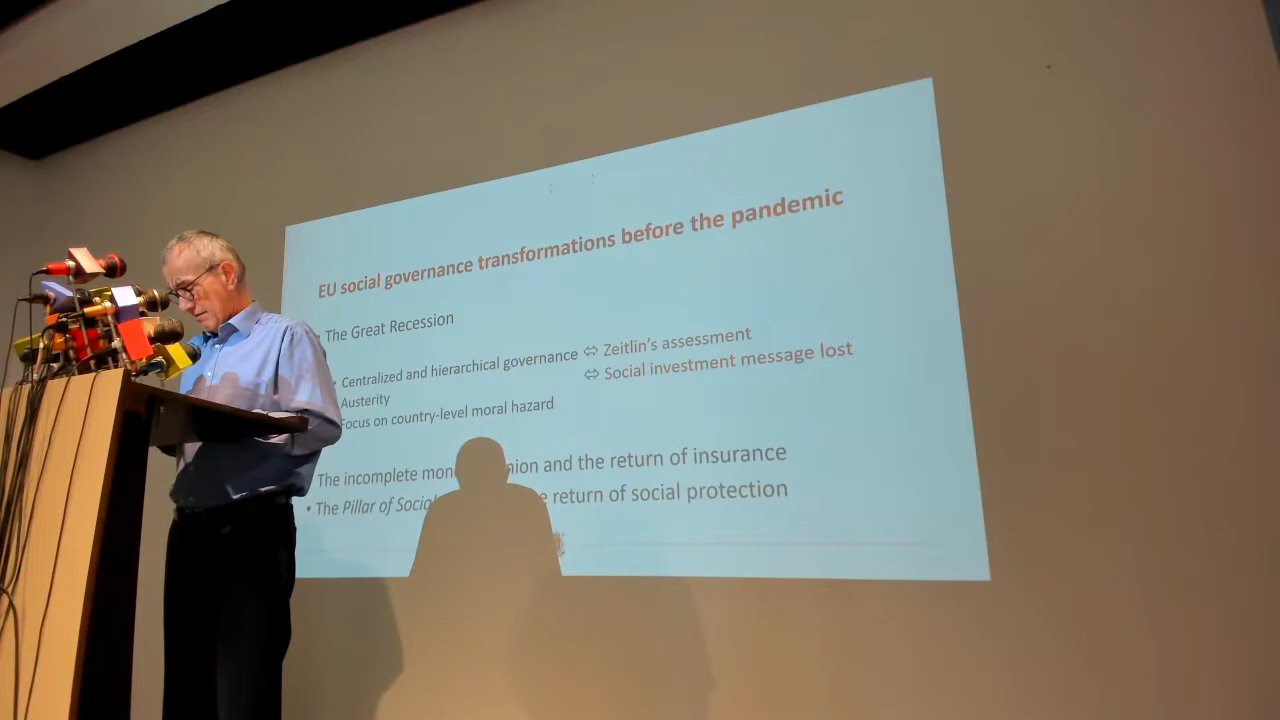 EU social governance transformations before the pandemic
• The Great Recession
• Centralized and hierarchical governance ⇔ Zeitlin's assessment
Austerity ⇔ Social investment message lost
Focus on country-level moral hazard
The incomplete nion and the return of insurance
• The Pillar of Social return of social protection